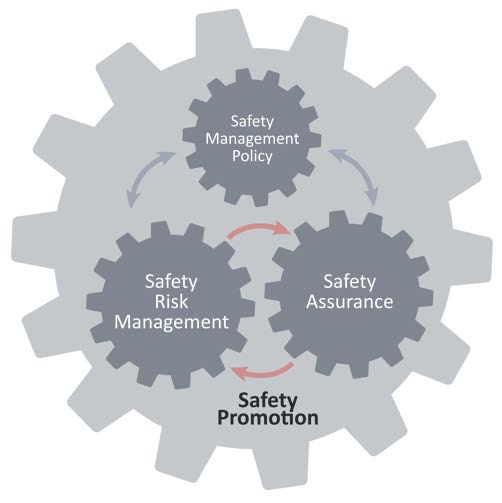 Safety
Management
Policy
Safety
Risk
Management
Safety
Assurance
Safety
Promotion